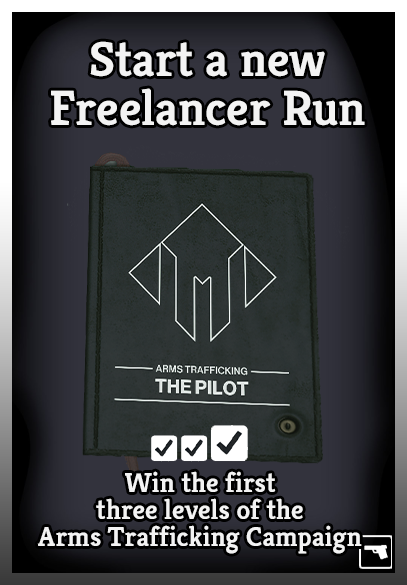 Start a new
Freelancer Run
ARMS TRAFFICKING
THE PILOT
Win the first
three levels of the
Arms Trafficking Campaign